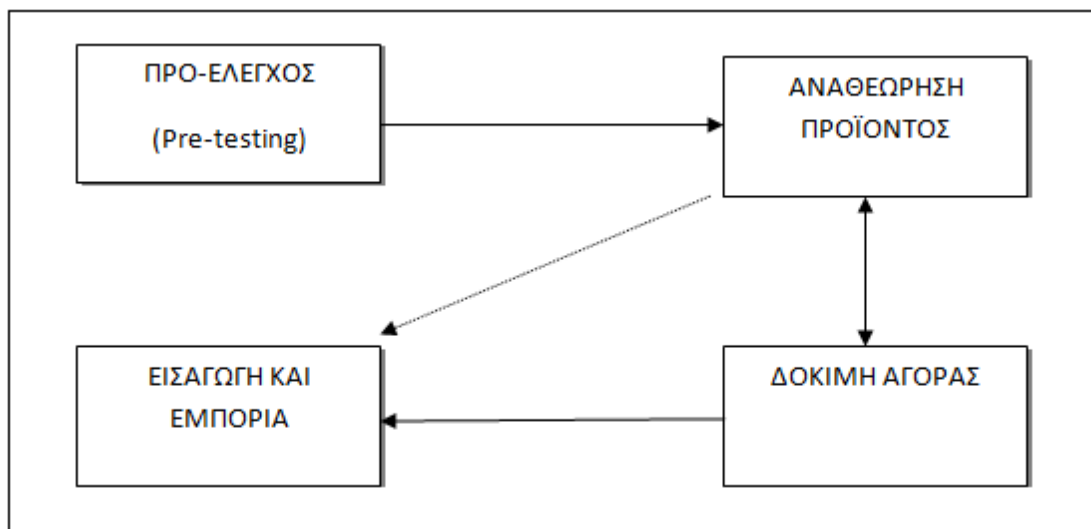 ΠΡΟ-ΕΛΕΓΧΟΣ
(Pre-testing)
ΑΝΑΘΕΩΡΗΣΗ
ΠΡΟΪΟΝΤΟΣ
ΕΙΣΑΓΩΓΗ ΚΑΙ
ΕΜΠΟΡΙΑ
ΔΟΚΙΜΗ ΑΓΟΡΑΣ